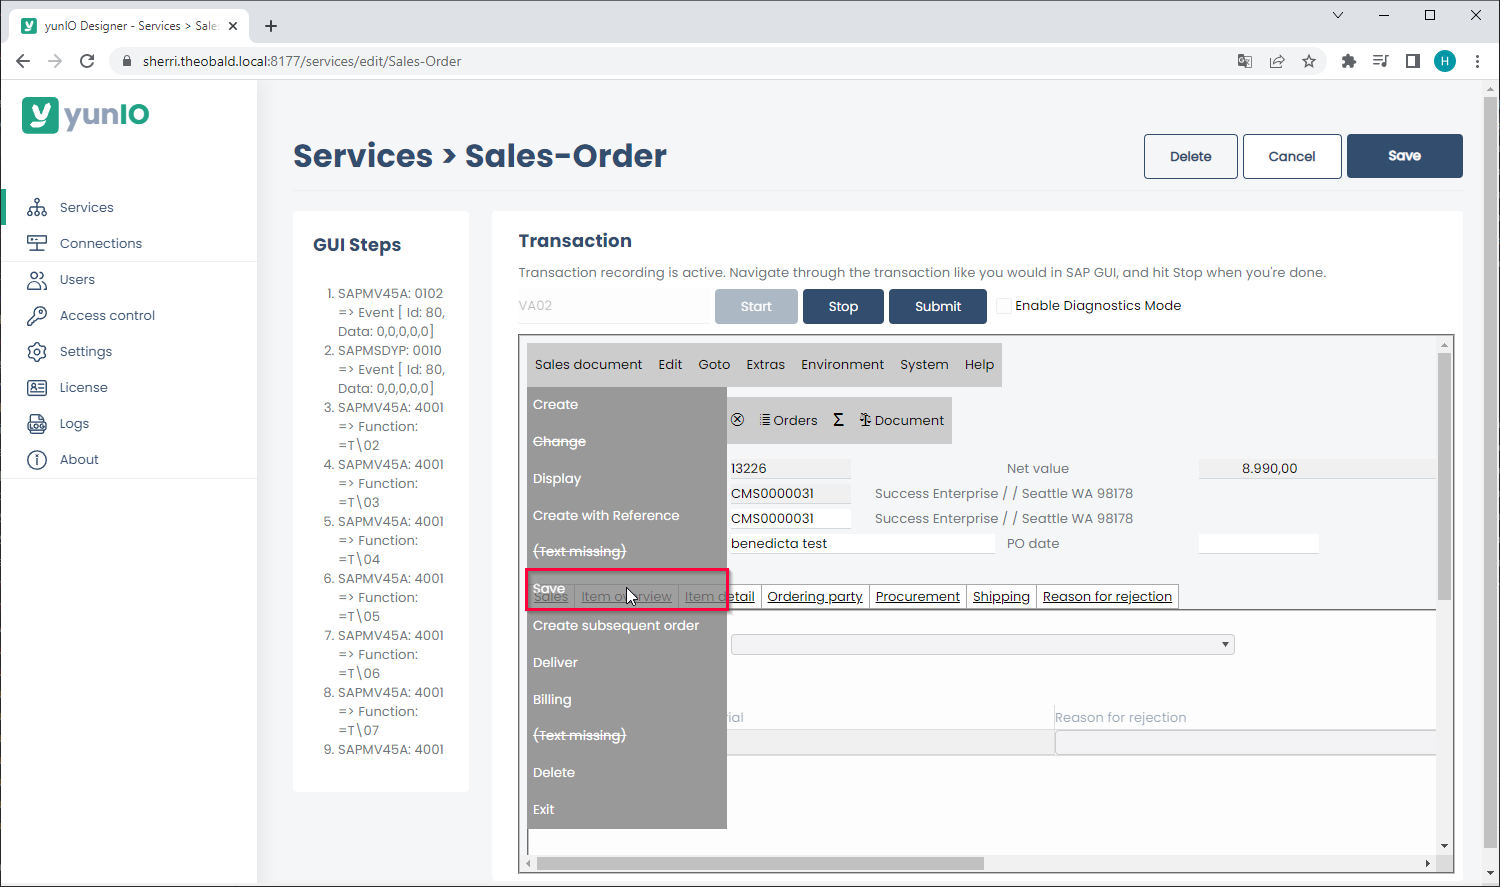 yunIO Designer - Services > Sale
sherri.theobald.local:8177/services/edit/Sales-Order
H
yunIO
Services
Connections
Users
Access control
Settings
License
Logs
About
Services > Sales-Order
Delete
Cancel
Save
GUI Steps
1. SAPMV45A: 0102
=> Event [ Id: 80,
Data: 0,0,0,0,0]
2. SAPMSDYP: 0010
=> Event [ Id: 80,
Data: 0,0,0,0,0]
3. SAPMV45A: 4001
=> Function:
=T\02
4. SAPMV45A: 4001
=> Function:
=T\03
5. SAPMV45A: 4001
=> Function:
=T\04
6. SAPMV45A: 4001
=> Function:
=T\05
7. SAPMV45A: 4001
=> Function:
=T\06
8. SAPMV45A: 4001
=> Function:
=T\07
9. SAPMV45A: 4001
Transaction
Transaction recording is active. Navigate through the transaction like you would in SAP GUI, and hit Stop when you're done.
VA02
Start
Stop
Submit
Enable Diagnostics Mode
Sales document Edit Goto Extras Environment System Help
Create
Change
Display
Create with Reference
(Text missing)
Save
Create subsequent order
Deliver
Billing
(Text missing)
Delete
Exit
Orders Σ Document
13226 Net value 8.990,00
CMS0000031 Success Enterprise / / Seattle WA 98178
CMS0000031 Success Enterprise / / Seattle WA 98178
benedicta test PO date
Sales Item overview Item detail Ordering party Procurement Shipping Reason for rejection
rial Reason for rejection